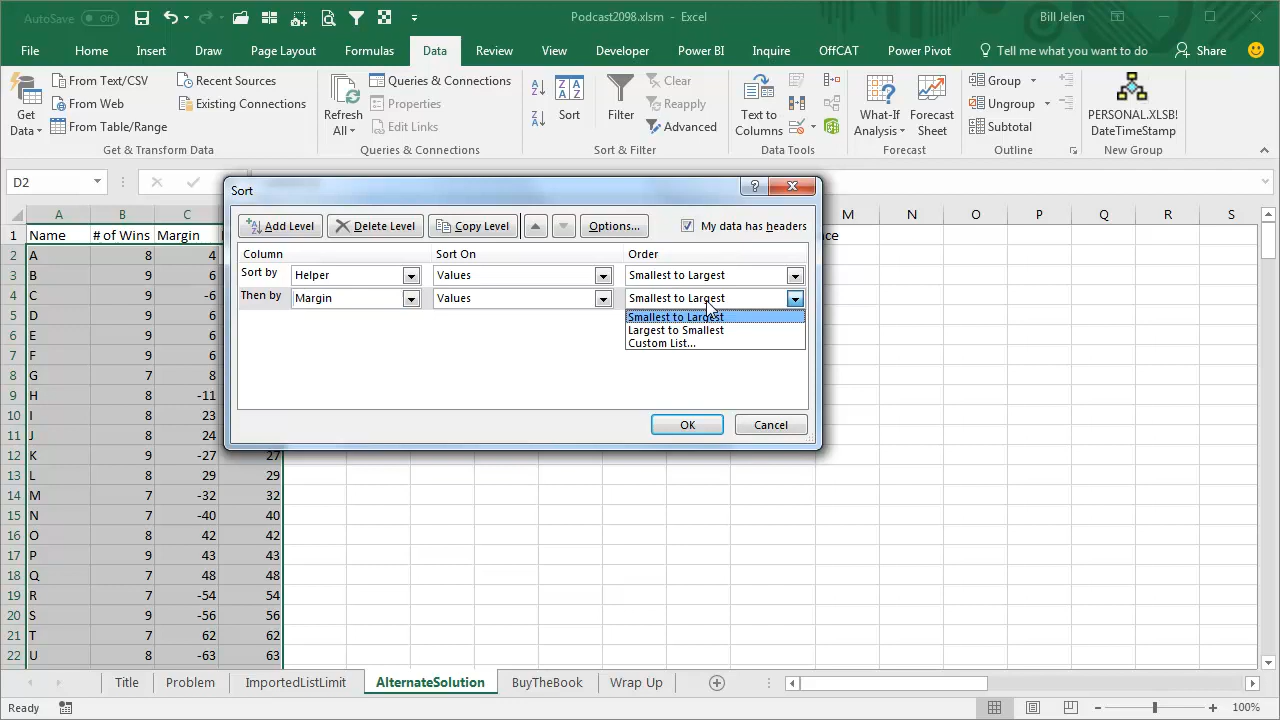 AutoSave Off
Podcast2098.xlsm - Excel
Bill Jelen
File Home Insert Draw Page Layout Formulas Data Review View Developer Power BI Inquire OffCAT Power Pivot Tell me what you want to do Share
Get Data
From Text/CSV
From Web
From Table/Range
Recent Sources
Existing Connections
Get & Transform Data
Refresh All
Queries & Connections
Properties
Edit Links
Queries & Connections
Sort
Filter
Clear
Reapply
Advanced
Sort & Filter
Text to Columns
Data Tools
What-If Analysis
Forecast Sheet
Forecast
Group
Ungroup
Subtotal
Outline
PERSONAL.XLSB!
DateTimeStamp
New Group
D2
Sort
Add Level Delete Level Copy Level Options... My data has headers
Column Sort On Order
Sort by Helper Values Smallest to Largest
Then by Margin Values Smallest to Largest
Smallest to Largest
Largest to Smallest
Custom List...
OK Cancel
A B C M N O P Q R S
1 Name # of Wins Margin
2 A 8 4
3 B 9 6
4 C 9 -6
5 D 9 6
6 E 9 6
7 F 9 6
8 G 7 8
9 H 8 -11
10 I 8 23
11 J 8 24
12 K 9 -27 27
13 L 8 29 29
14 M 7 -32 32
15 N 7 -40 40
16 O 8 42 42
17 P 9 43 43
18 Q 7 48 48
19 R 7 -54 54
20 S 9 -56 56
21 T 7 62 62
22 U 8 -63 63
Title Problem ImportedListLimit AlternateSolution BuyTheBook Wrap Up
Ready
100%